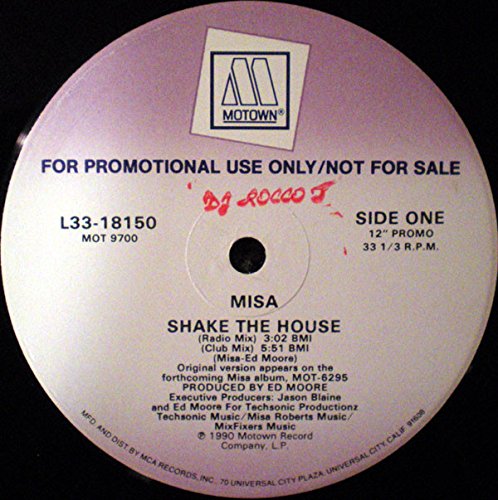 MOTOWN®
FOR PROMOTIONAL USE ONLY/NOT FOR SALE
DJ ROCCO J
L33-18150
MOT 9700
SIDE ONE
12" PROMO
33 1/3 R.P.M.
MISA
SHAKE THE HOUSE
(Radio Mix) 3:02 BMI
(Club Mix) 5:51 BMI
(Misa-Ed Moore)
Original version appears on the
forthcoming Misa album, MOT-6295
PRODUCED BY ED MOORE
Executive Producers: Jason Blaine
and Ed Moore For Techsonic Productionz
Techsonic Music/Misa Roberts Music/
MixFixers Music
℗ 1990 Motown Record
Company, L.P.
MFD. AND DIST. BY MCA RECORDS, INC. 70 UNIVERSAL CITY PLAZA, UNIVERSAL CITY, CALIF. 91608